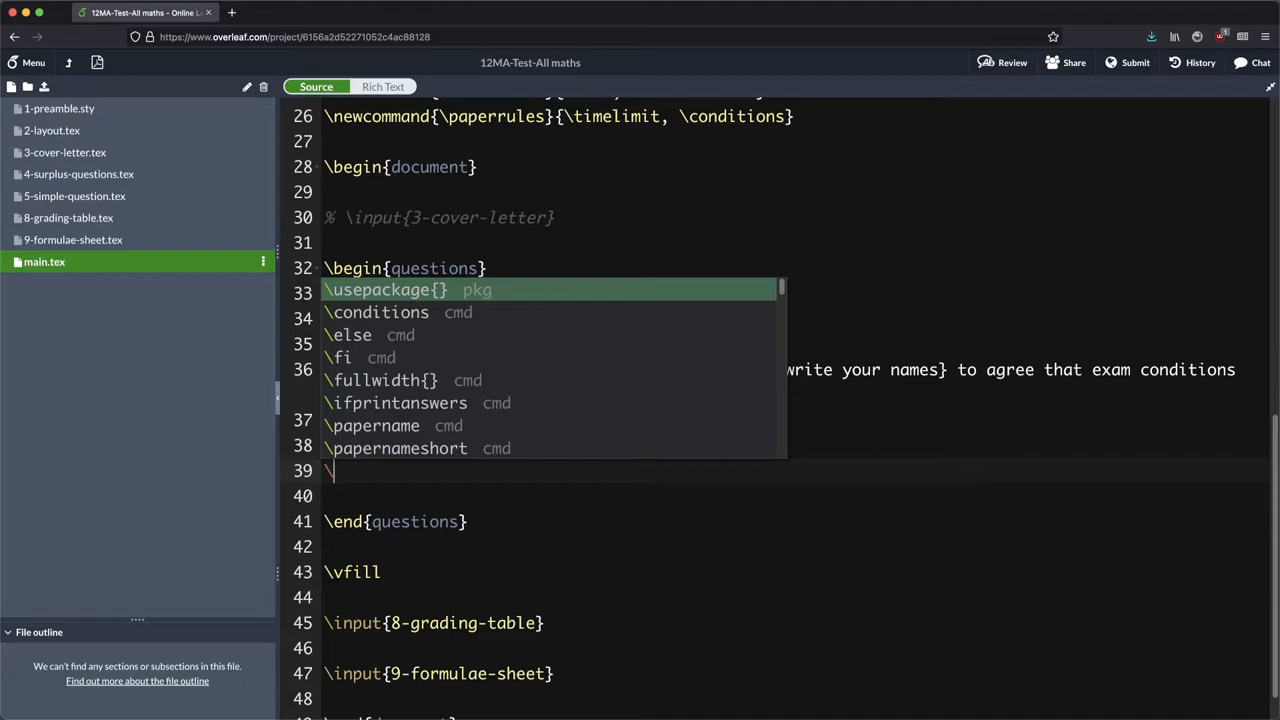 12MA-Test-All maths - Online L
https://www.overleaf.com/project/6156a2d52271052c4ac88128
Menu
12MA-Test-All maths
Review
Share
Submit
History
Chat
Source
Rich Text
1-preamble.sty
2-layout.tex
3-cover-letter.tex
4-surplus-questions.tex
5-simple-question.tex
8-grading-table.tex
9-formulae-sheet.tex
main.tex
26 \newcommand{\paperrules}{\timelimit, \conditions}
27
28 \begin{document}
29
30 % \input{3-cover-letter}
31
32 \begin{questions}
33
34
35
36 write your names} to agree that exam conditions
37
38
39 \
40
41 \end{questions}
42
43 \vfill
44
45 \input{8-grading-table}
46
47 \input{9-formulae-sheet}
48
\usepackage{} pkg
\conditions cmd
\else cmd
\fi cmd
\fullwidth{} cmd
\ifprintanswers cmd
\papername cmd
\papernameshort cmd
File outline
We can't find any sections or subsections in this file.
Find out more about the file outline